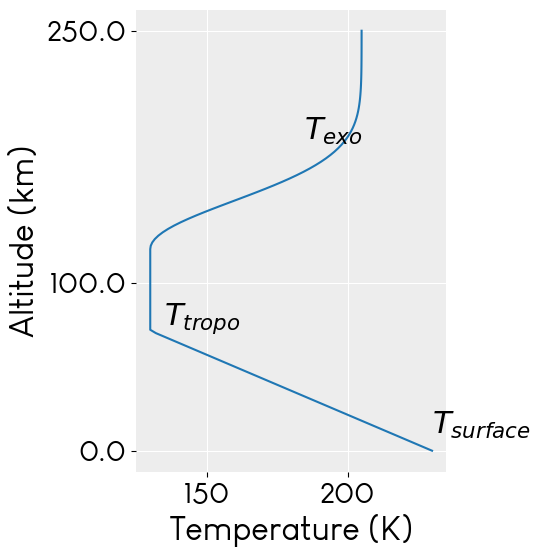 250.0
T_exo
Altitude (km)
100.0
T_tropo
T_surface
0.0
150 200
Temperature (K)